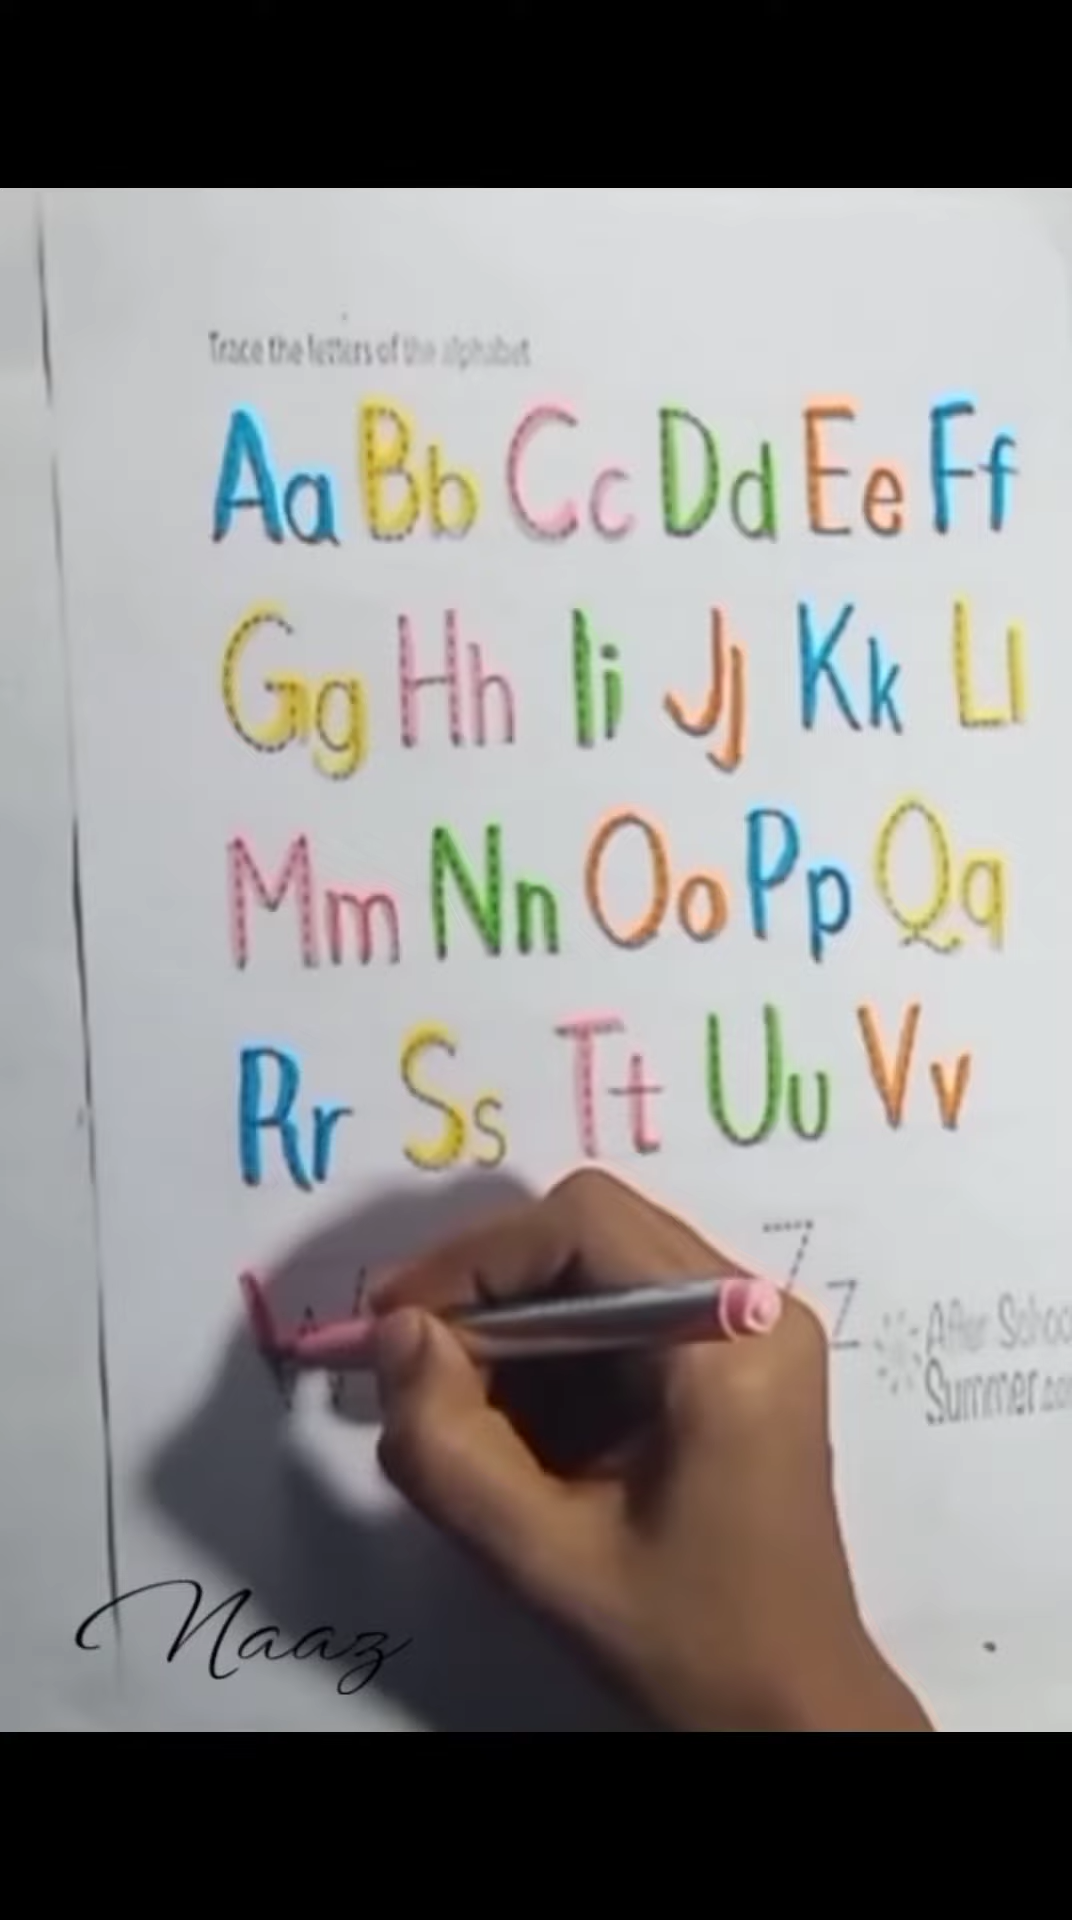 Trace the letters of the alphabet
Aa Bb Cc Dd Ee Ff
Gg Hh Ii Jj Kk Ll
Mm Nn Oo Pp Qq
Rr Ss Tt Uu Vv
Zz
After School
Summer.com
Naaz